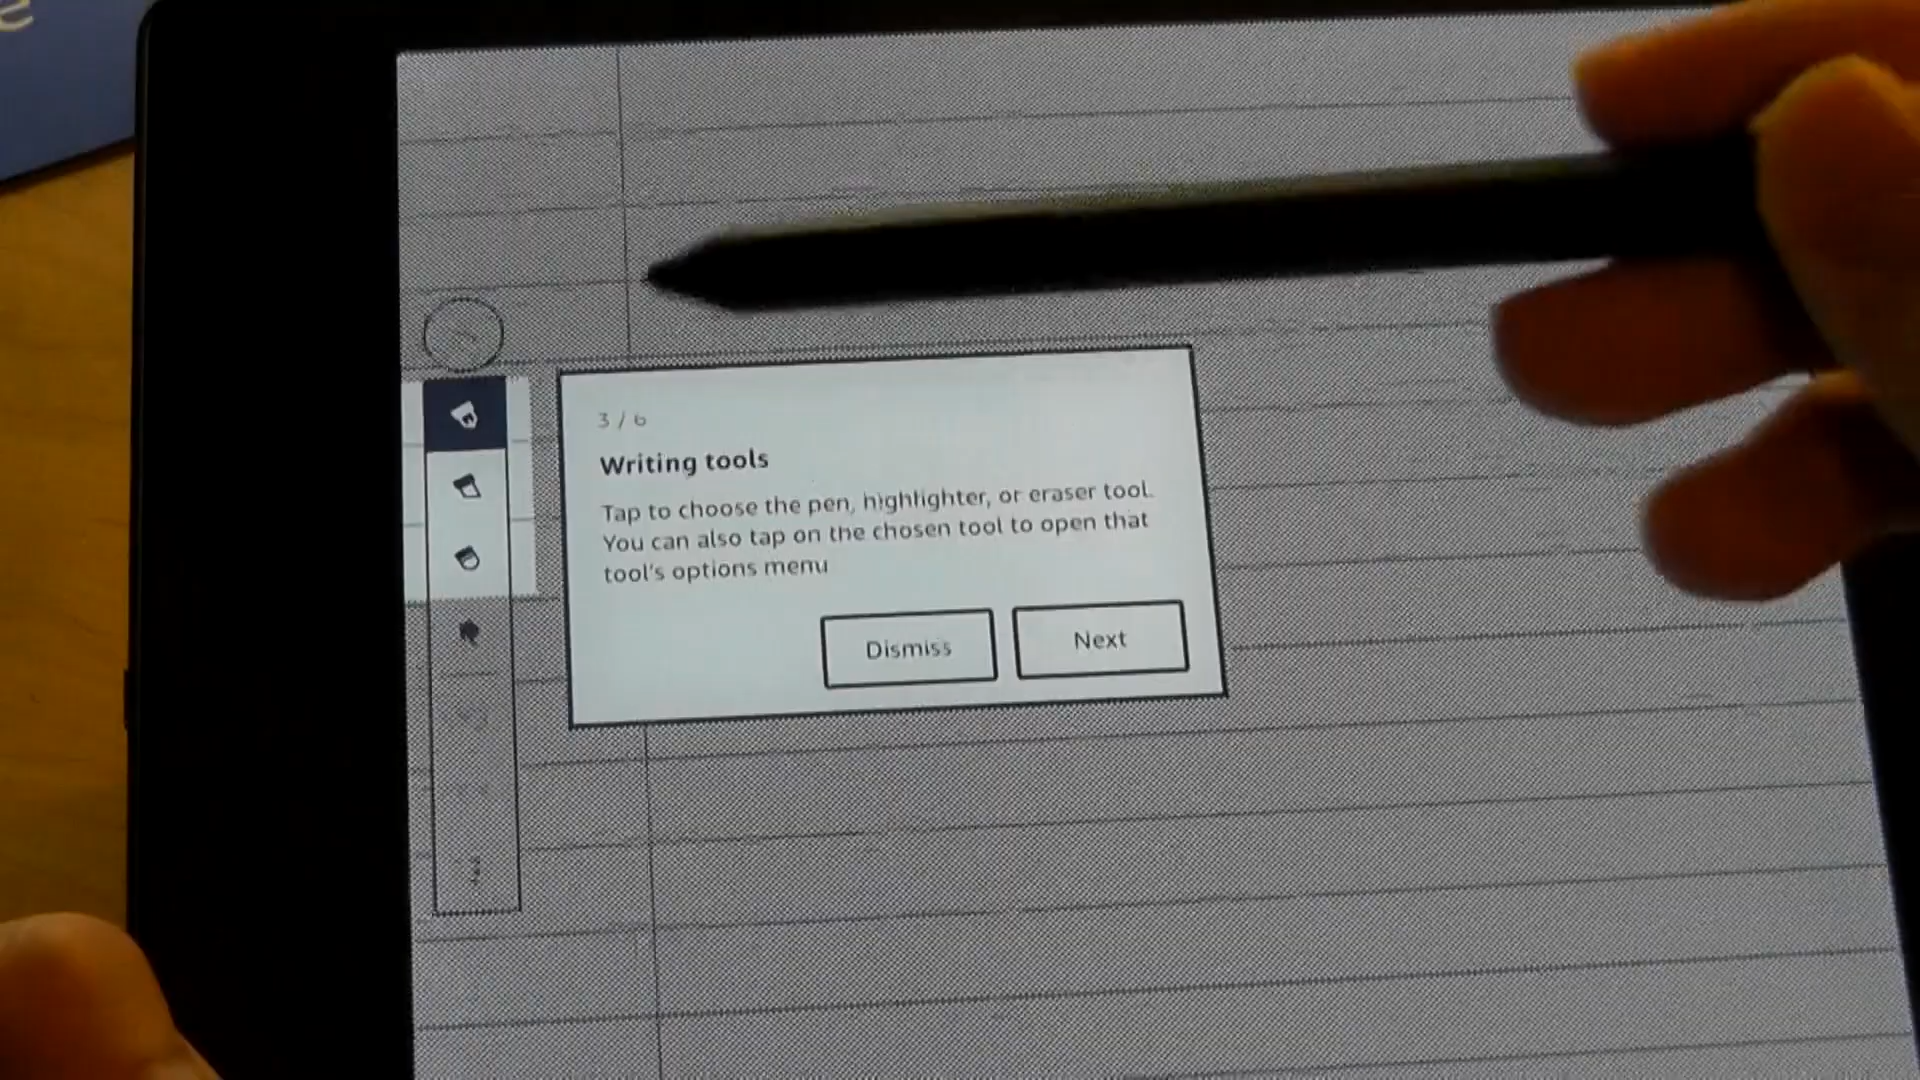 3 / 6
Writing tools
Tap to choose the pen, highlighter, or eraser tool.
You can also tap on the chosen tool to open that
tool's options menu
Dismiss
Next